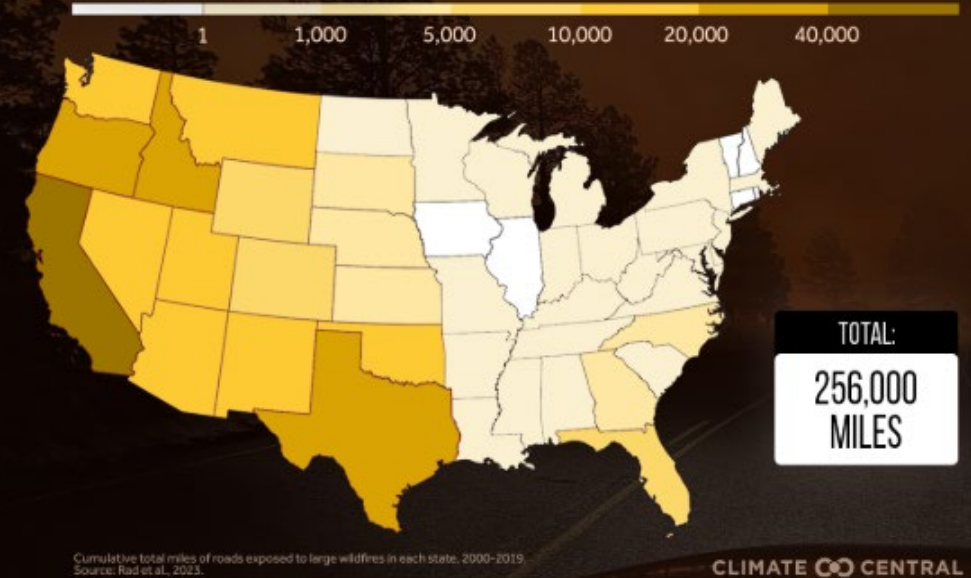 1 1,000 5,000 10,000 20,000 40,000
TOTAL:
256,000
MILES
Cumulative total miles of roads exposed to large wildfires in each state, 2000-2019.
Source: Rad et al., 2023.
CLIMATE CENTRAL